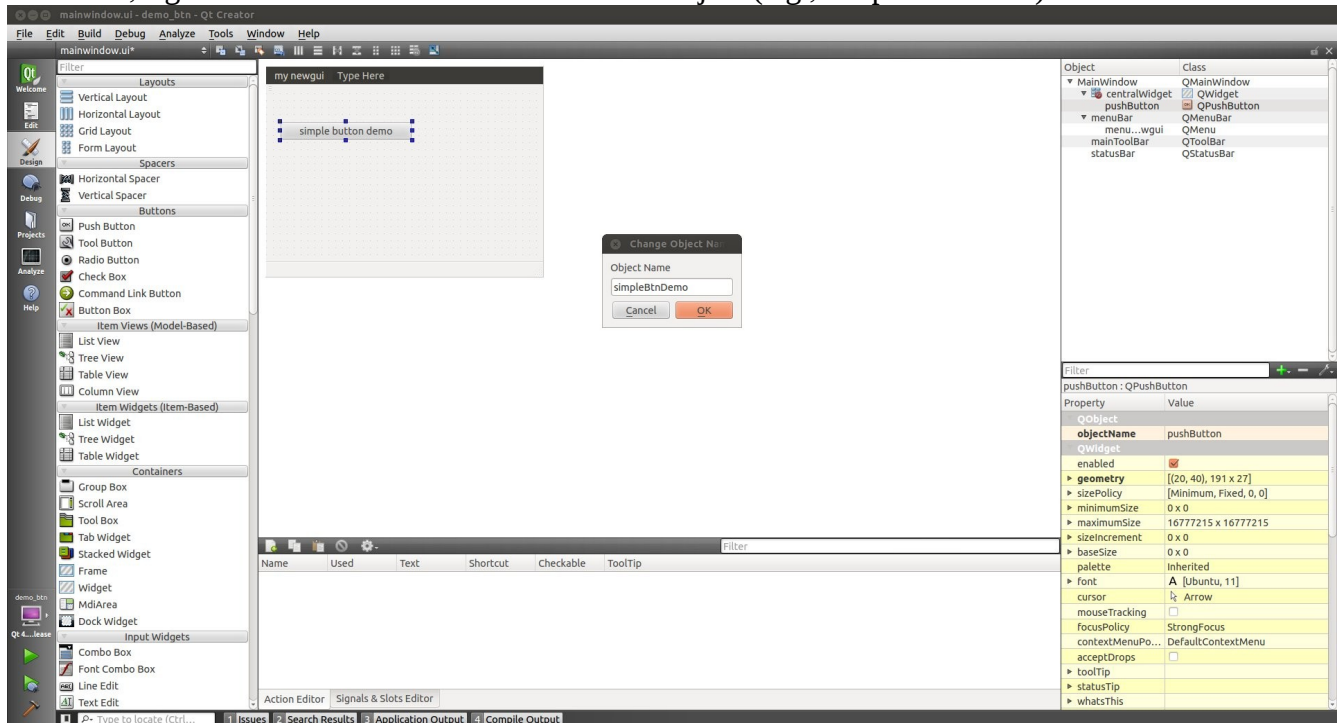 mainwindow.ui - demo_btn - Qt Creator
File Edit Build Debug Analyze Tools Window Help
mainwindow.ui*
Filter
Layouts
Vertical Layout
Horizontal Layout
Grid Layout
Form Layout
Spacers
Horizontal Spacer
Vertical Spacer
Buttons
Push Button
Tool Button
Radio Button
Check Box
Command Link Button
Button Box
Item Views (Model-Based)
List View
Tree View
Table View
Column View
Item Widgets (Item-Based)
List Widget
Tree Widget
Table Widget
Containers
Group Box
Scroll Area
Tool Box
Tab Widget
Stacked Widget
Frame
Widget
MdiArea
Dock Widget
Input Widgets
Combo Box
Font Combo Box
Line Edit
Text Edit
Welcome
Edit
Design
Debug
Projects
Analyze
Help
demo_btn
Qt 4....lease
my newgui Type Here
simple button demo
Change Object Nar
Object Name
simpleBtnDemo
Cancel OK
Filter
Name Used Text Shortcut Checkable ToolTip
Action Editor Signals & Slots Editor
Object Class
MainWindow QMainWindow
centralWidget QWidget
pushButton QPushButton
menuBar QMenuBar
menu...wgui QMenu
mainToolBar QToolBar
statusBar QStatusBar
Filter
pushButton : QPushButton
Property Value
QObject
objectName pushButton
QWidget
enabled
geometry [(20, 40), 191 x 27]
sizePolicy [Minimum, Fixed, 0, 0]
minimumSize 0 x 0
maximumSize 16777215 x 16777215
sizeIncrement 0 x 0
baseSize 0 x 0
palette Inherited
font A [Ubuntu, 11]
cursor Arrow
mouseTracking
focusPolicy StrongFocus
contextMenuPo... DefaultContextMenu
acceptDrops
toolTip
statusTip
whatsThis
Type to locate (Ctrl... 1 Issues 2 Search Results 3 Application Output 4 Compile Output